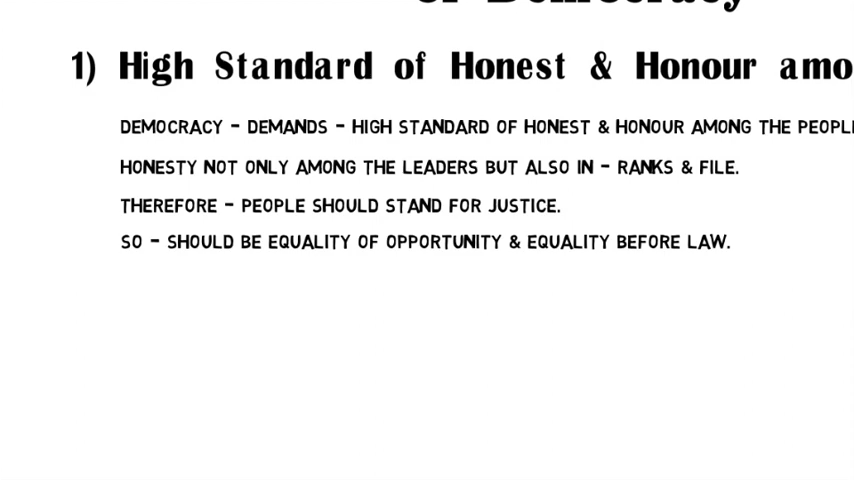 of Democracy
1) High Standard of Honest & Honour amo
DEMOCRACY - DEMANDS - HIGH STANDARD OF HONEST & HONOUR AMONG THE PEOPL
HONESTY NOT ONLY AMONG THE LEADERS BUT ALSO IN - RANKS & FILE.
THEREFORE - PEOPLE SHOULD STAND FOR JUSTICE.
SO - SHOULD BE EQUALITY OF OPPORTUNITY & EQUALITY BEFORE LAW.